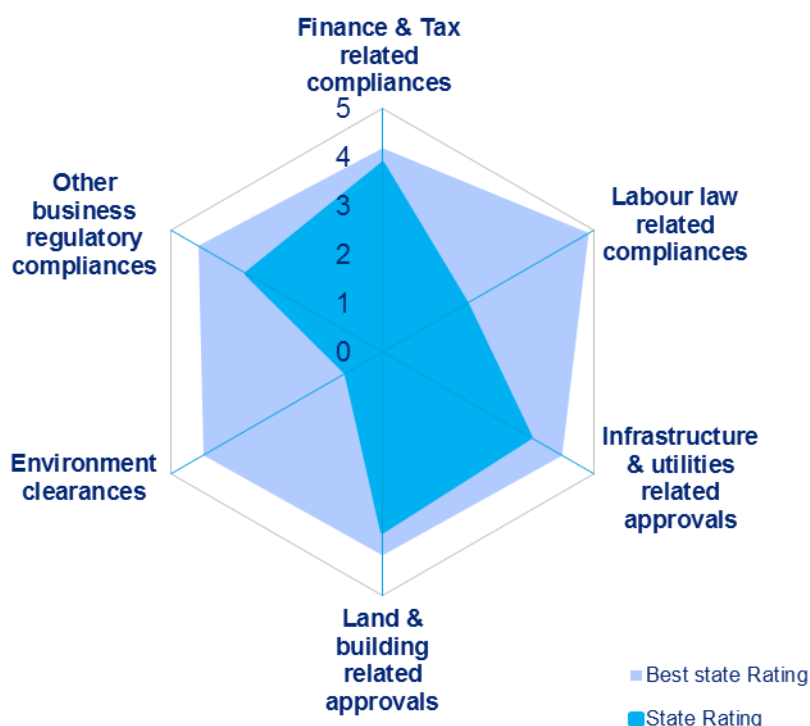 Finance & Tax
related
compliances
5
4
3
2
1
0
Labour law
related
compliances
Infrastructure
& utilities
related
approvals
Land &
building
related
approvals
Environment
clearances
Other
business
regulatory
compliances
Best state Rating
State Rating